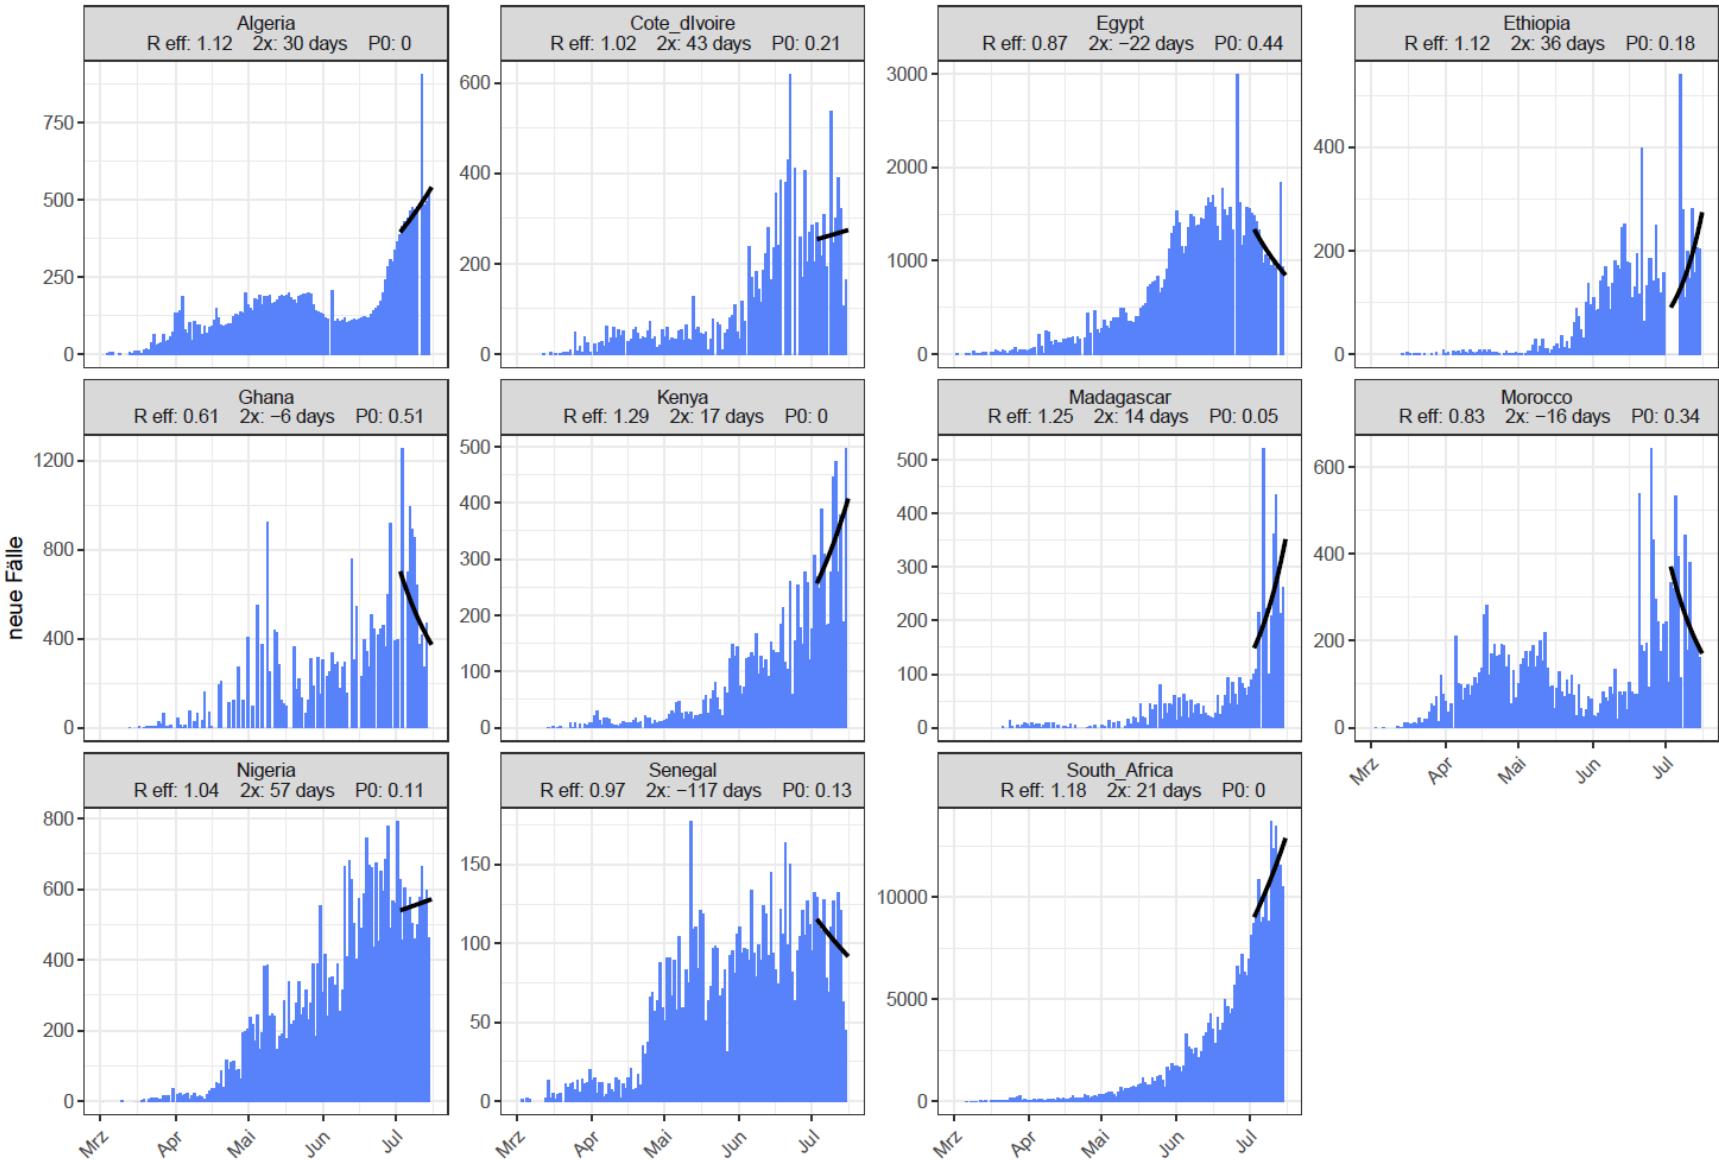 Algeria
R eff: 1.12 2x: 30 days P0: 0
Cote_dIvoire
R eff: 1.02 2x: 43 days P0: 0.21
Egypt
R eff: 0.87 2x: −22 days P0: 0.44
Ethiopia
R eff: 1.12 2x: 36 days P0: 0.18
750
500
250
0
600
400
200
0
3000
2000
1000
0
400
200
0
Ghana
R eff: 0.61 2x: −6 days P0: 0.51
Kenya
R eff: 1.29 2x: 17 days P0: 0
Madagascar
R eff: 1.25 2x: 14 days P0: 0.05
Morocco
R eff: 0.83 2x: −16 days P0: 0.34
neue Fälle
1200
800
400
0
500
400
300
200
100
0
500
400
300
200
100
0
600
400
200
0
Mrz
Apr
Mai
Jun
Jul
Nigeria
R eff: 1.04 2x: 57 days P0: 0.11
Senegal
R eff: 0.97 2x: −117 days P0: 0.13
South_Africa
R eff: 1.18 2x: 21 days P0: 0
800
600
400
200
0
150
100
50
0
10000
5000
0
Mrz
Apr
Mai
Jun
Jul
Mrz
Apr
Mai
Jun
Jul
Mrz
Apr
Mai
Jun
Jul